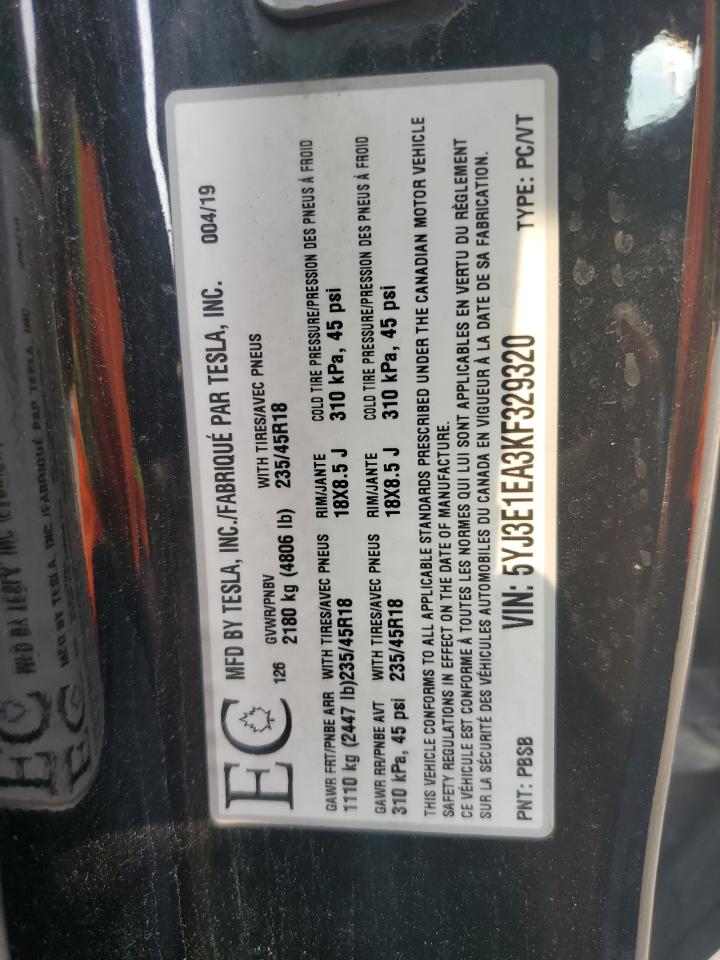 EC MFD BY TESLA, INC./FABRIQUÉ PAR TESLA, INC. 004/19
126 GVWR/PNBV WITH TIRES/AVEC PNEUS
2180 kg (4806 lb) 235/45R18
GAWR FRT/PNBE ARR WITH TIRES/AVEC PNEUS RIM/JANTE COLD TIRE PRESSURE/PRESSION DES PNEUS À FROID
1110 kg (2447 lb)235/45R18 18X8.5 J 310 kPa, 45 psi
GAWR RR/PNBE AVT WITH TIRES/AVEC PNEUS RIM/JANTE COLD TIRE PRESSURE/PRESSION DES PNEUS À FROID
310 kPa, 45 psi 235/45R18 18X8.5 J 310 kPa, 45 psi
THIS VEHICLE CONFORMS TO ALL APPLICABLE STANDARDS PRESCRIBED UNDER THE CANADIAN MOTOR VEHICLE
SAFETY REGULATIONS IN EFFECT ON THE DATE OF MANUFACTURE.
CE VÉHICULE EST CONFORME À TOUTES LES NORMES QUI LUI SONT APPLICABLES EN VERTU DU RÈGLEMENT
SUR LA SÉCURITÉ DES VÉHICULES AUTOMOBILES DU CANADA EN VIGUEUR À LA DATE DE SA FABRICATION.
PNT: PBSB VIN: 5YJ3E1EA3KF329320 TYPE: PC/VT